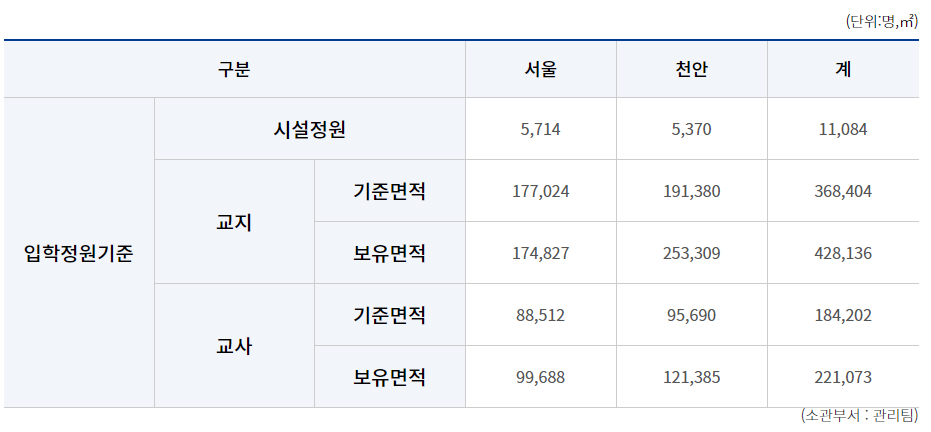 (단위:명,㎡)
구분 서울 천안 계
시설정원 5,714 5,370 11,084
기준면적 177,024 191,380 368,404
교지
보유면적 174,827 253,309 428,136
입학정원기준
기준면적 88,512 95,690 184,202
교사
보유면적 99,688 121,385 221,073
(소관부서 : 관리팀)